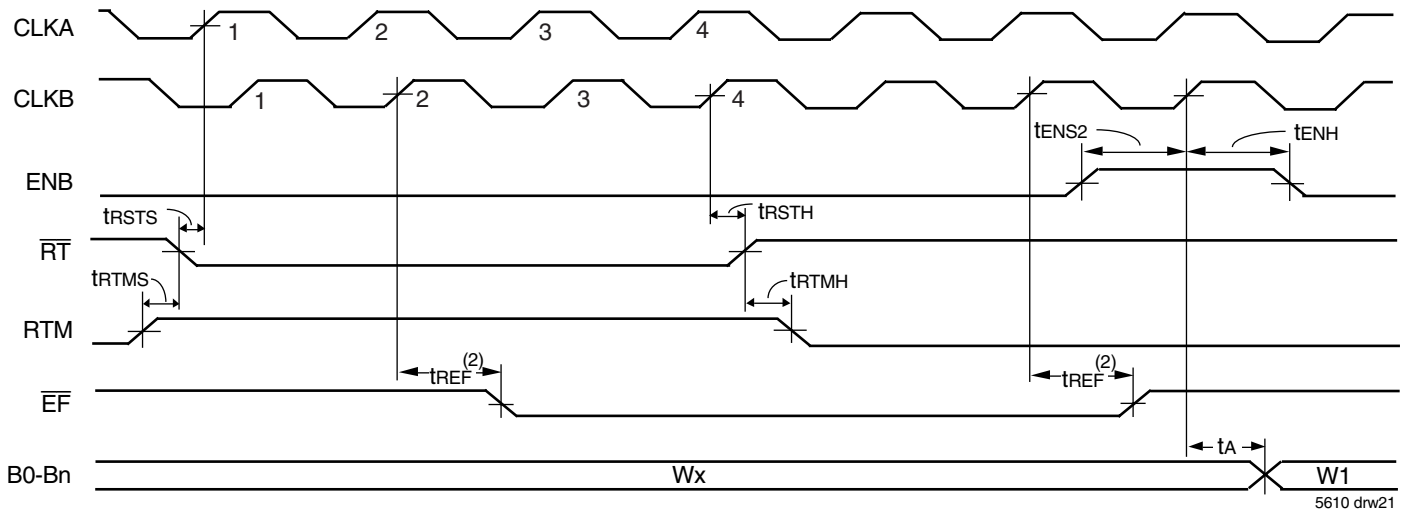 CLKA 1 2 3 4
CLKB 1 2 3 4
tENS2 tENH
ENB
tRSTS tRSTH
RT
tRTMS tRTMH
RTM
tREF(2) tREF(2)
EF
tA
B0-Bn Wx W1
5610 drw21